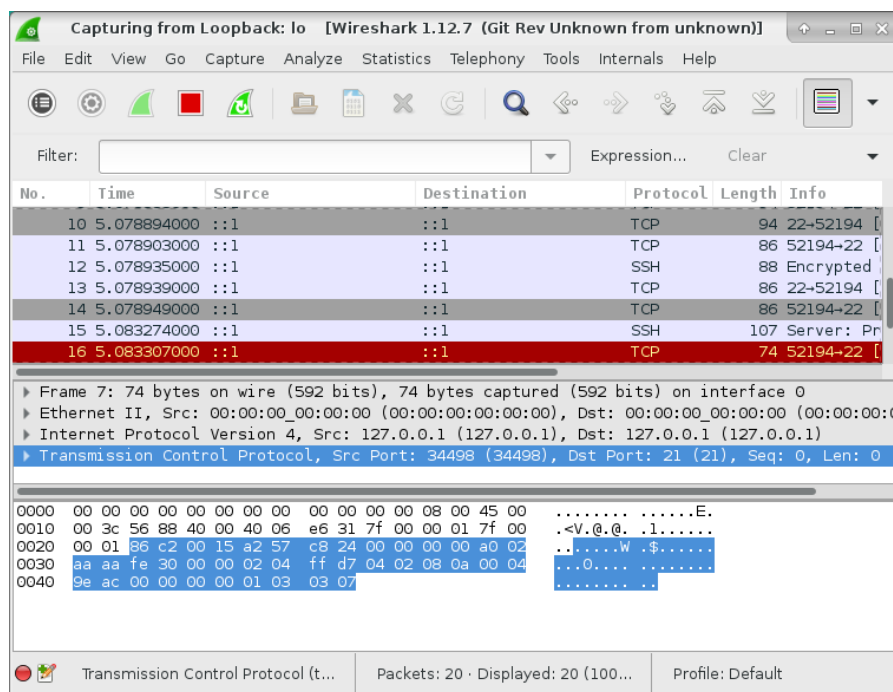 Capturing from Loopback: lo [Wireshark 1.12.7 (Git Rev Unknown from unknown)]
File Edit View Go Capture Analyze Statistics Telephony Tools Internals Help
Filter: Expression... Clear
No. Time Source Destination Protocol Length Info
10 5.078894000 ::1 ::1 TCP 94 22→52194 [
11 5.078903000 ::1 ::1 TCP 86 52194→22 [
12 5.078935000 ::1 ::1 SSH 88 Encrypted
13 5.078939000 ::1 ::1 TCP 86 22→52194 [
14 5.078949000 ::1 ::1 TCP 86 52194→22 [
15 5.083274000 ::1 ::1 SSH 107 Server: Pr
16 5.083307000 ::1 ::1 TCP 74 52194→22 [
Frame 7: 74 bytes on wire (592 bits), 74 bytes captured (592 bits) on interface 0
Ethernet II, Src: 00:00:00_00:00:00 (00:00:00:00:00:00), Dst: 00:00:00_00:00:00 (00:00:00:
Internet Protocol Version 4, Src: 127.0.0.1 (127.0.0.1), Dst: 127.0.0.1 (127.0.0.1)
Transmission Control Protocol, Src Port: 34498 (34498), Dst Port: 21 (21), Seq: 0, Len: 0
0000 00 00 00 00 00 00 00 00 00 00 00 00 08 00 45 00 ........ ......E.
0010 00 3c 56 88 40 00 40 06 e6 31 7f 00 00 01 7f 00 .<V.@.@. .1......
0020 00 01 86 c2 00 15 a2 57 c8 24 00 00 00 00 a0 02 .......W .$......
0030 aa aa fe 30 00 00 02 04 ff d7 04 02 08 0a 00 04 ...0.... ........
0040 9e ac 00 00 00 00 01 03 03 07 ........ ..
Transmission Control Protocol (t... Packets: 20 · Displayed: 20 (100... Profile: Default